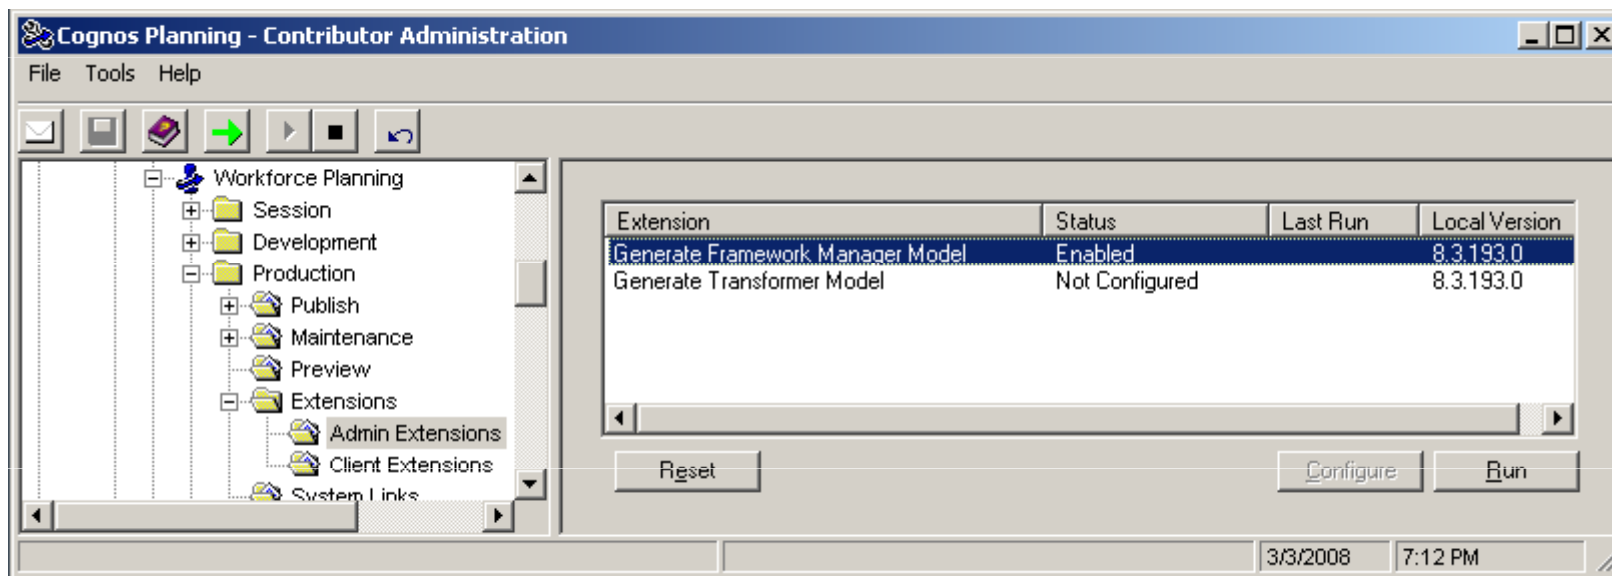 Cognos Planning - Contributor Administration
File Tools Help
Workforce Planning
Session
Development
Production
Publish
Maintenance
Preview
Extensions
Admin Extensions
Client Extensions
System Links
Extension Status Last Run Local Version
Generate Framework Manager Model Enabled 8.3.193.0
Generate Transformer Model Not Configured 8.3.193.0
Reset Configure Run
3/3/2008 7:12 PM